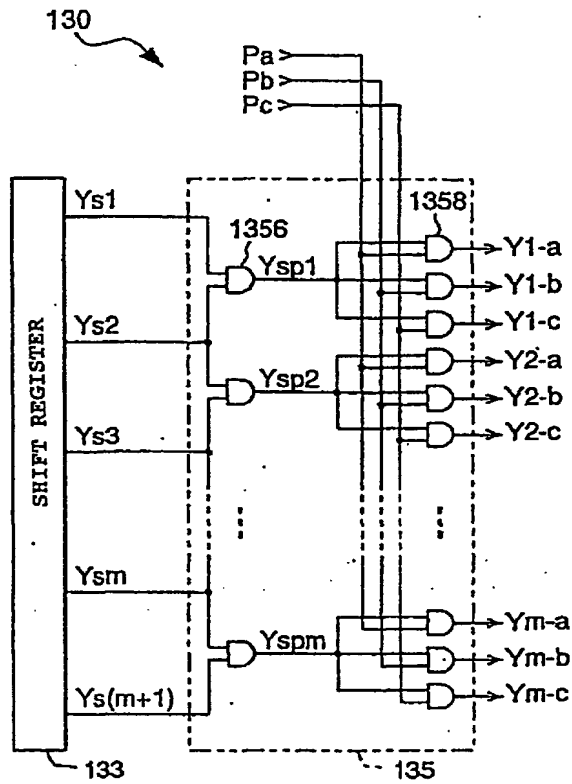 130
Pa
Pb
Pc
Ys1
1356
1358
Ysp1
Y1-a
Y1-b
Y1-c
Ys2
Ysp2
Y2-a
Y2-b
Y2-c
Ys3
SHIFT REGISTER
Ysm
Yspm
Ym-a
Ym-b
Ym-c
Ys(m+1)
133
135